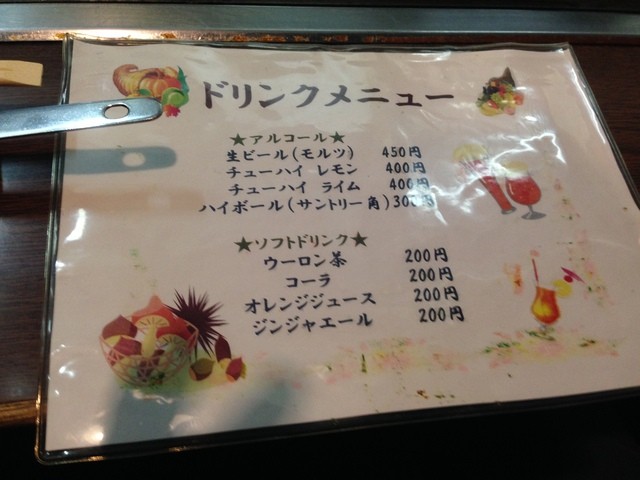 ドリンクメニュー
★アルコール★
生ビール(モルツ) 450円
チューハイ レモン 400円
チューハイ ライム 400円
ハイボール(サントリー角) 300円
★ソフトドリンク★
ウーロン茶 200円
コーラ 200円
オレンジジュース 200円
ジンジャエール 200円